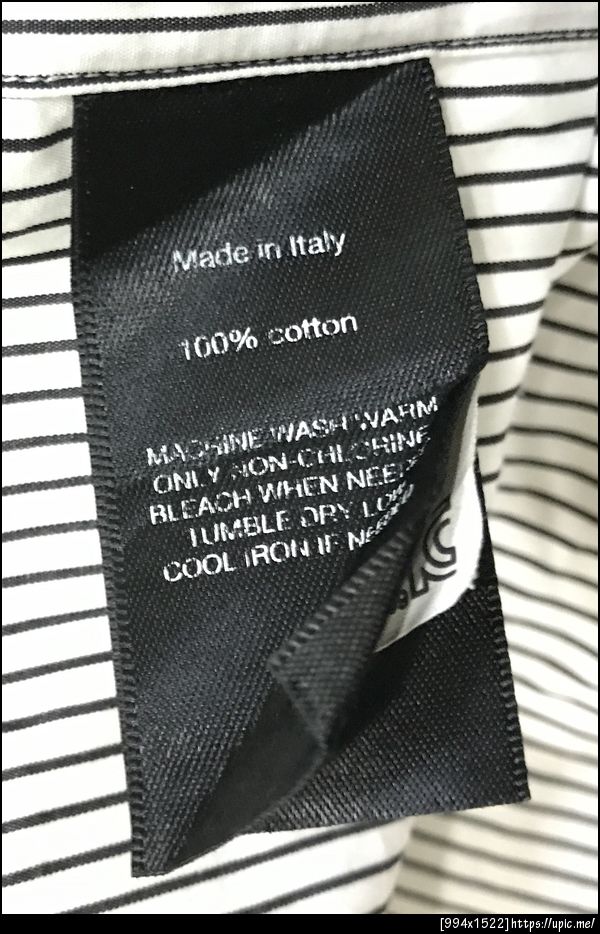 Made in Italy
100% cotton
MACHINE WASH WARM
ONLY NON-CHLORINE
BLEACH WHEN
TUMBLE DRY LOW
COOL IRON IF
[994x1522]https://upic.me/